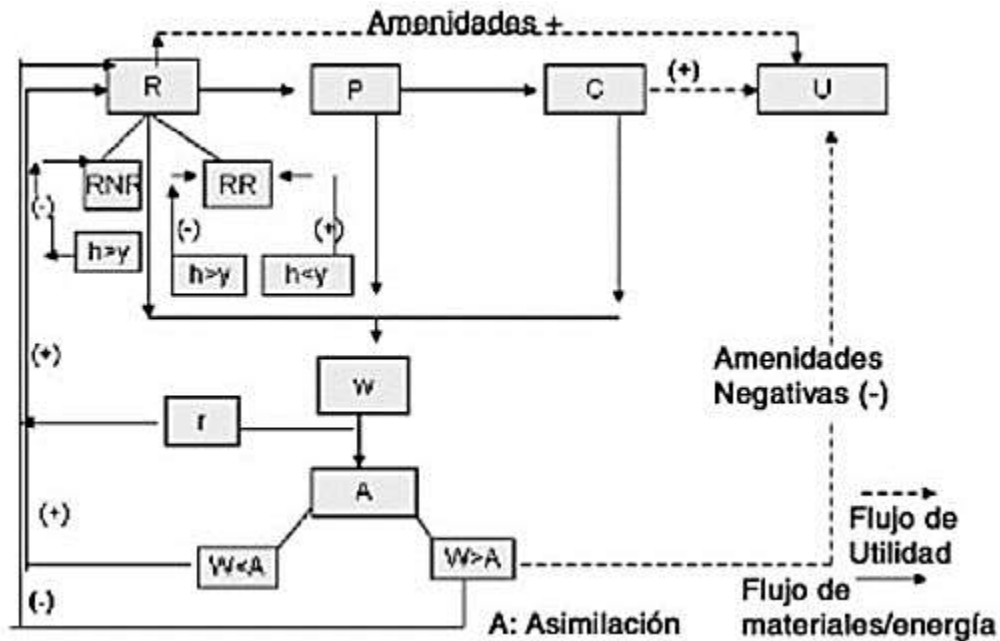 Amenidades +
R
P
C
(+)
U
RNR
RR
(-)
(-)
(+)
h>y
h>y
h<y
(+)
W
Amenidades
Negativas (-)
r
A
(+)
Flujo de
Utilidad
W<A
W>A
(-)
Flujo de
materiales/energía
A: Asimilación